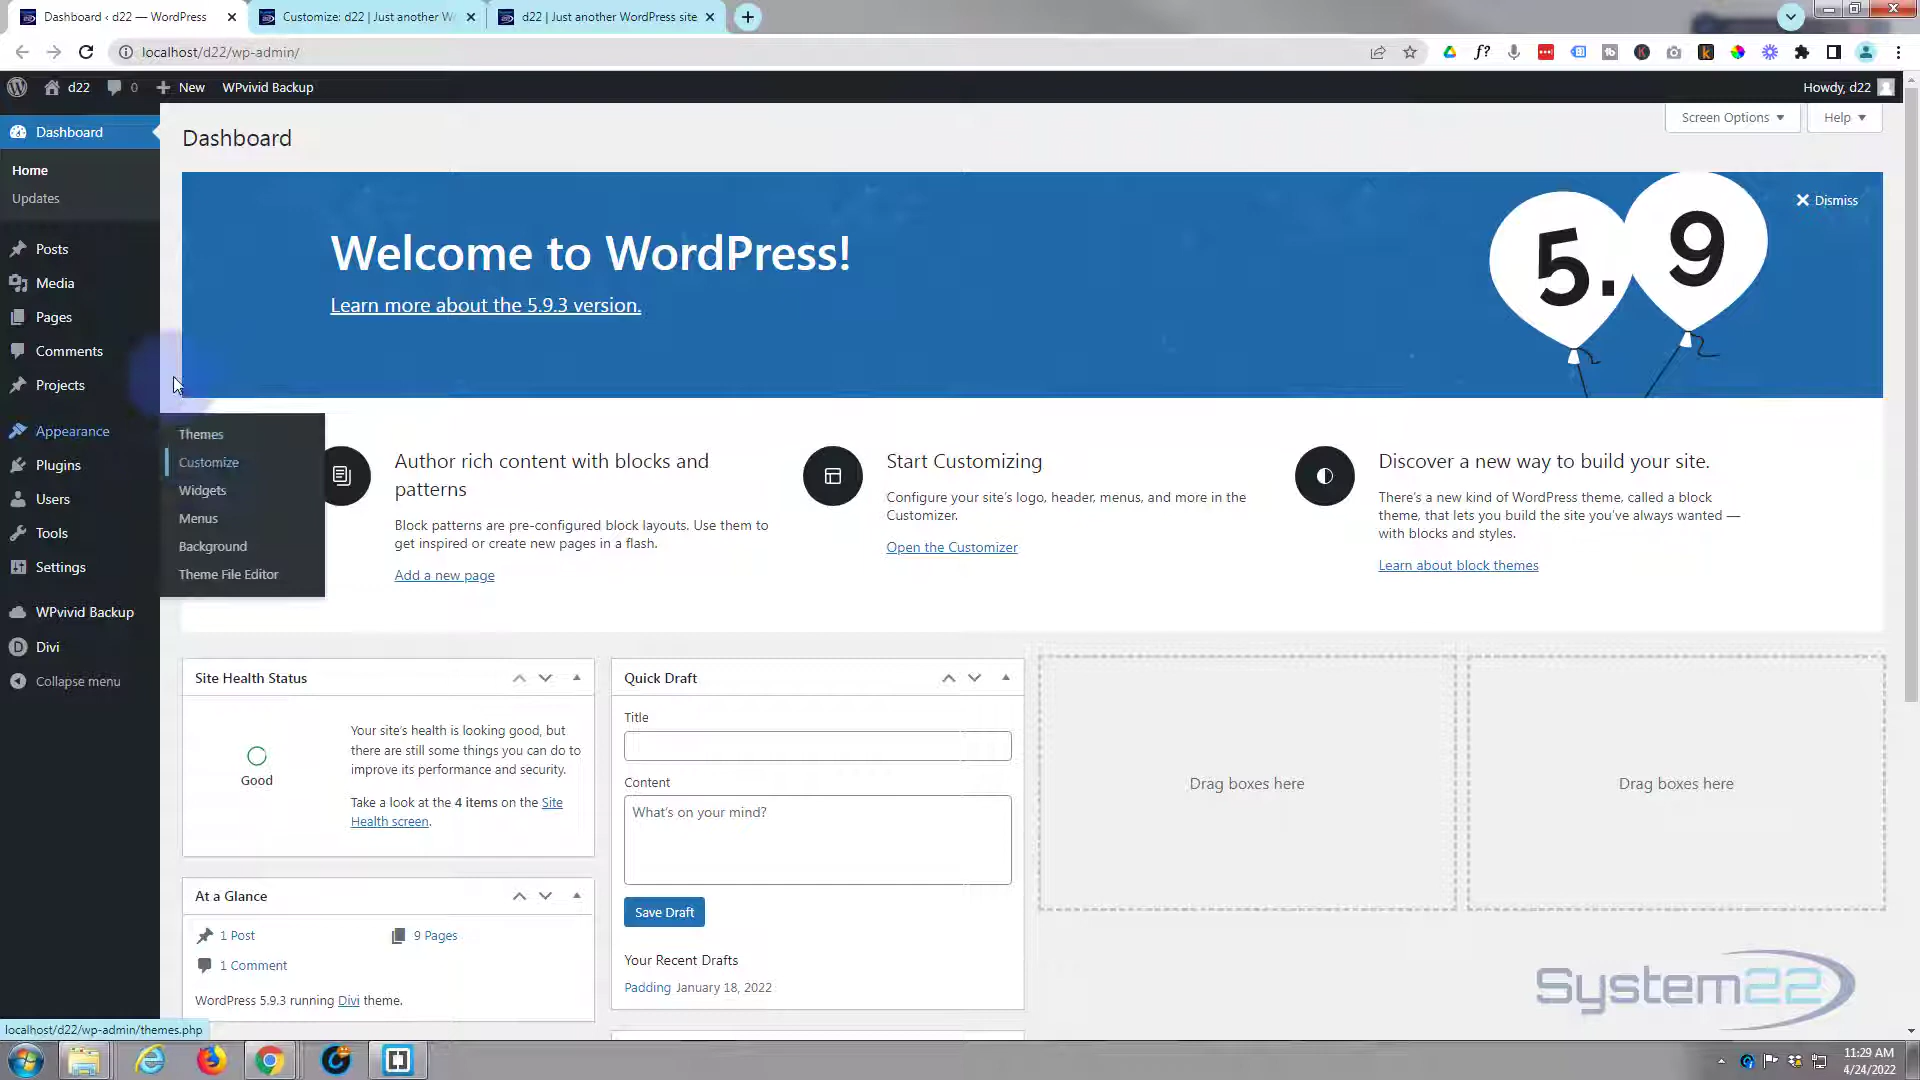 Dashboard ‹ d22 — WordPress
Customize: d22 | Just another W
d22 | Just another WordPress site
localhost/d22/wp-admin/
f?
d22
0
New
WPvivid Backup
Howdy, d22
Dashboard
Home
Updates
Posts
Media
Pages
Comments
Projects
Appearance
Plugins
Users
Tools
Settings
WPvivid Backup
Divi
Collapse menu
Themes
Customize
Widgets
Menus
Background
Theme File Editor
Dashboard
Screen Options
Help
Welcome to WordPress!
Learn more about the 5.9.3 version.
5.9
Dismiss
Author rich content with blocks and
patterns
Block patterns are pre-configured block layouts. Use them to
get inspired or create new pages in a flash.
Add a new page
Start Customizing
Configure your site's logo, header, menus, and more in the
Customizer.
Open the Customizer
Discover a new way to build your site.
There's a new kind of WordPress theme, called a block
theme, that lets you build the site you've always wanted —
with blocks and styles.
Learn about block themes
Site Health Status
Good
Your site's health is looking good, but
there are still some things you can do to
improve its performance and security.
Take a look at the 4 items on the Site
Health screen.
At a Glance
1 Post
9 Pages
1 Comment
WordPress 5.9.3 running Divi theme.
Quick Draft
Title
Content
What's on your mind?
Save Draft
Your Recent Drafts
Padding January 18, 2022
Drag boxes here
Drag boxes here
System22
localhost/d22/wp-admin/themes.php
11:29 AM
4/24/2022